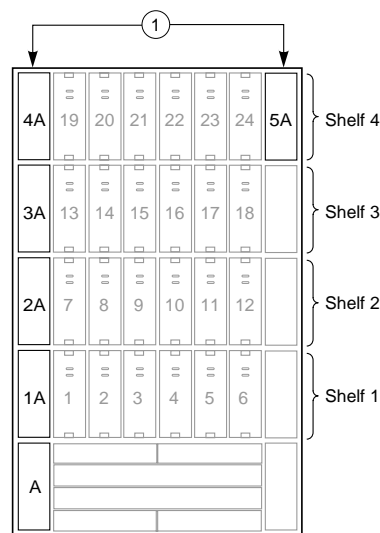 1
4A 19 20 21 22 23 24 5A Shelf 4
3A 13 14 15 16 17 18 Shelf 3
2A 7 8 9 10 11 12 Shelf 2
1A 1 2 3 4 5 6 Shelf 1
A